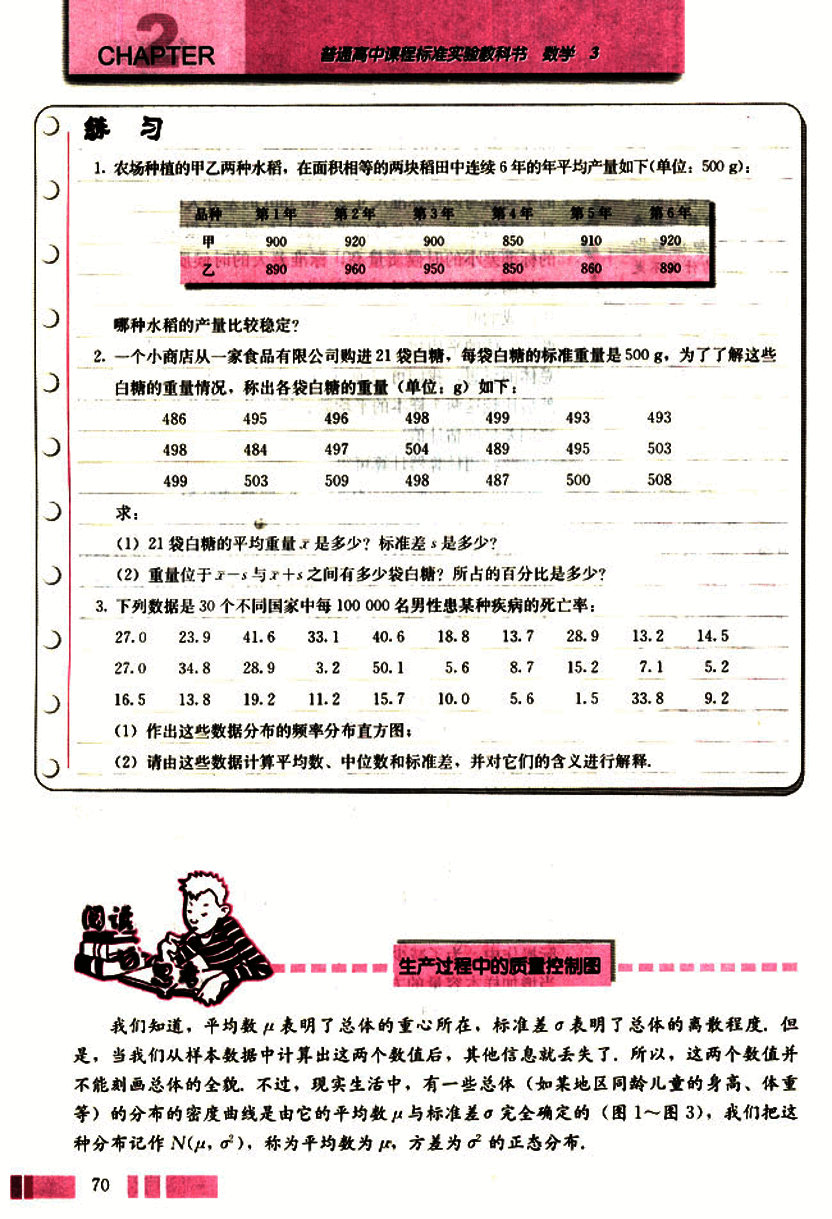 2
CHAPTER
普通高中课程标准实验教科书 数学 3
练 习
1. 农场种植的甲乙两种水稻，在面积相等的两块稻田中连续 6 年的年平均产量如下(单位：500 g)：
品种 第1年 第2年 第3年 第4年 第5年 第6年
甲 900 920 900 850 910 920
乙 890 960 950 850 860 890
哪种水稻的产量比较稳定？
2. 一个小商店从一家食品有限公司购进 21 袋白糖，每袋白糖的标准重量是 500 g，为了了解这些
白糖的重量情况，称出各袋白糖的重量（单位：g）如下：
486 495 496 498 499 493 493
498 484 497 504 489 495 503
499 503 509 498 487 500 508
求：
(1) 21 袋白糖的平均重量 x̄ 是多少？标准差 s 是多少？
(2) 重量位于 x̄－s 与 x̄＋s 之间有多少袋白糖？所占的百分比是多少？
3. 下列数据是 30 个不同国家中每 100 000 名男性患某种疾病的死亡率：
27.0 23.9 41.6 33.1 40.6 18.8 13.7 28.9 13.2 14.5
27.0 34.8 28.9 3.2 50.1 5.6 8.7 15.2 7.1 5.2
16.5 13.8 19.2 11.2 15.7 10.0 5.6 1.5 33.8 9.2
(1) 作出这些数据分布的频率分布直方图；
(2) 请由这些数据计算平均数、中位数和标准差，并对它们的含义进行解释.
阅读
与思考
生产过程中的质量控制图
我们知道，平均数 μ 表明了总体的重心所在，标准差 σ 表明了总体的离散程度. 但
是，当我们从样本数据中计算出这两个数值后，其他信息就丢失了. 所以，这两个数值并
不能刻画总体的全貌. 不过，现实生活中，有一些总体（如某地区同龄儿童的身高、体重
等）的分布的密度曲线是由它的平均数 μ 与标准差 σ 完全确定的（图 1～图 3），我们把这
种分布记作 N(μ, σ²)，称为平均数为 μ，方差为 σ² 的正态分布.
70